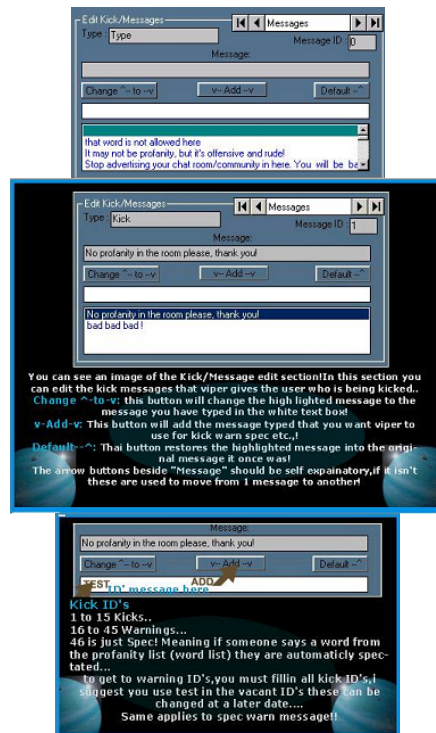 Edit Kick/Messages
Messages
Type : Type
Message ID : 0
Message:
Change ^-- to --v
v-- Add --v
Default --^
that word is not allowed here
It may not be profanity, but it's offensive and rude!
Stop advertising your chat room/community in here. You will be ba
Edit Kick/Messages
Messages
Type : Kick
Message ID : 1
Message:
No profanity in the room please, thank you!
Change ^-- to --v
v-- Add --v
Default --^
No profanity in the room please, thank you!
bad bad bad !
You can see an image of the Kick/Message edit section!In this section you
can edit the kick messages that viper gives the user who is being kicked..
Change ^-to-v: this button will change the high lighted message to the
message you have typed in the white text box!
v-Add-v: This button will add the message typed that you want viper to
use for kick warn spec etc.,!
Default--^: Thai button restores the highlighted message into the origi-
nal message it once was!
The arrow buttons beside "Message" should be self expainatory,if it isn't
these are used to move from 1 message to another!
Message:
No profanity in the room please, thank you!
Change ^-- to --v
v-- Add --v
Default --^
TEST
ADD
ID' message here
Kick ID's
1 to 15 Kicks..
16 to 45 Warnings...
46 is just Spec! Meaning if someone says a word from
the profanity list (word list) they are automaticly spec-
tated...
to get to warning ID's,you must fillin all kick ID's,i
suggest you use test in the vacant ID's these can be
changed at a later date....
Same applies to spec warn message!!